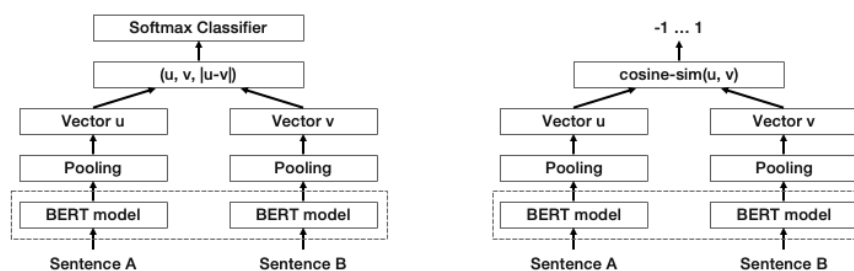 Softmax Classifier
(u, v, |u-v|)
Vector u Vector v
Pooling Pooling
BERT model BERT model
Sentence A Sentence B
-1 ... 1
cosine-sim(u, v)
Vector u Vector v
Pooling Pooling
BERT model BERT model
Sentence A Sentence B